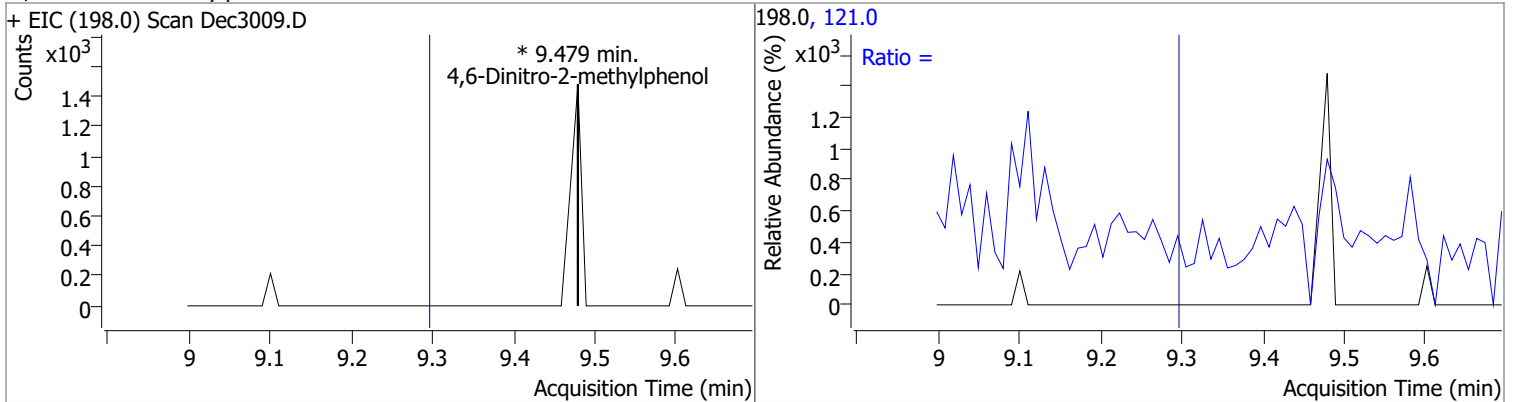 + EIC (198.0) Scan Dec3009.D
Counts
x103
* 9.479 min.
4,6-Dinitro-2-methylphenol
1.4
1.2
1
0.8
0.6
0.4
0.2
0
9 9.1 9.2 9.3 9.4 9.5 9.6
Acquisition Time (min)
198.0, 121.0
Relative Abundance (%)
x103
Ratio =
1.2
1
0.8
0.6
0.4
0.2
0
9 9.1 9.2 9.3 9.4 9.5 9.6
Acquisition Time (min)